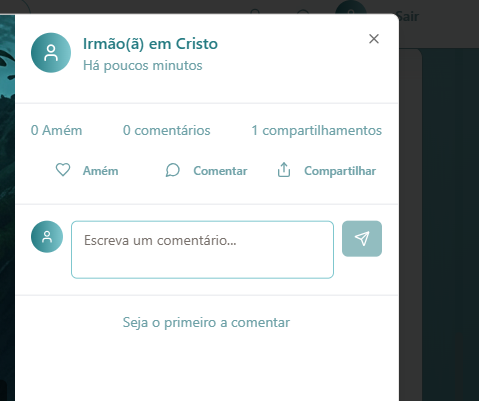 Sair
Irmão(ã) em Cristo
Há poucos minutos
0 Amém 0 comentários 1 compartilhamentos
Amém Comentar Compartilhar
Escreva um comentário...
Seja o primeiro a comentar